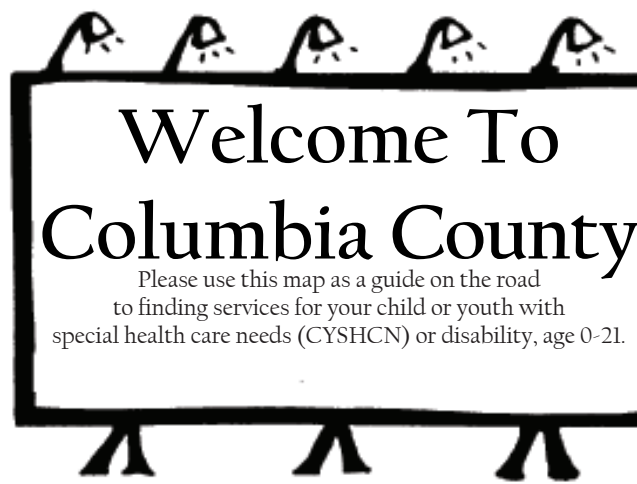 Welcome To
Columbia County
Please use this map as a guide on the road
to finding services for your child or youth with
special health care needs (CYSHCN) or disability, age 0-21.